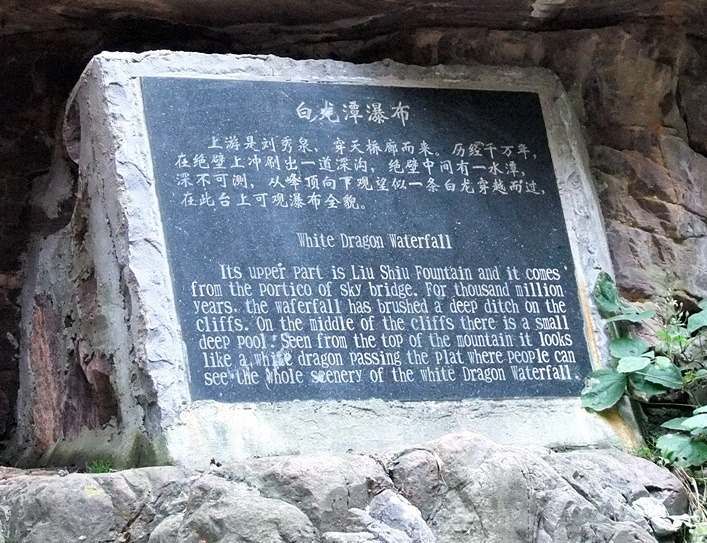 白龙潭瀑布
上游是刘秀泉，穿天桥廊而来。历经千万年，
在绝壁上冲刷出一道深沟，绝壁中间有一水潭，
深不可测，从峰顶向下观望似一条白龙穿越而过，
在此台上可观瀑布全貌。
White Dragon Waterfall
Its upper part is Liu Shiu Fountain and it comes
from the portico of sky bridge. For thousand million
years, the waferfall has brushed a deep ditch on the
cliffs. On the middle of the cliffs there is a small
deep pool. Seen from the top of the mountain it looks
like a white dragon passing the plat where people can
see the whole scenery of the white Dragon Waterfall.